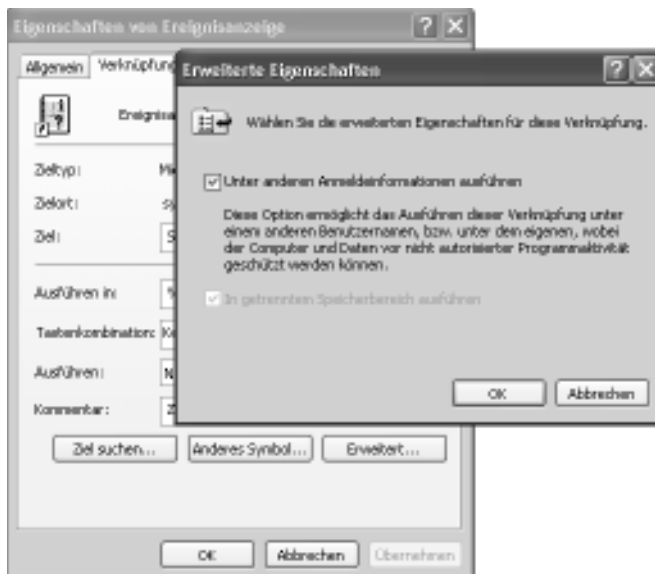 Eigenschaften von Ereignisanzeige
Allgemein
Verknüpfung
Zieltyp:
Zielort:
Ziel:
Ausführen in:
Tastenkombination:
Ausführen:
Kommentar:
Ziel suchen...
Anderes Symbol...
Erweitert...
OK
Abbrechen
Übernehmen
Erweiterte Eigenschaften
Wählen Sie die erweiterten Eigenschaften für diese Verknüpfung.
Unter anderen Anmeldeinformationen ausführen
Diese Option ermöglicht das Ausführen dieser Verknüpfung unter
einem anderen Benutzernamen, bzw. unter dem eigenen, wobei
der Computer und Daten vor nicht autorisierter Programmaktivität
geschützt werden können.
In getrenntem Speicherbereich ausführen
OK
Abbrechen